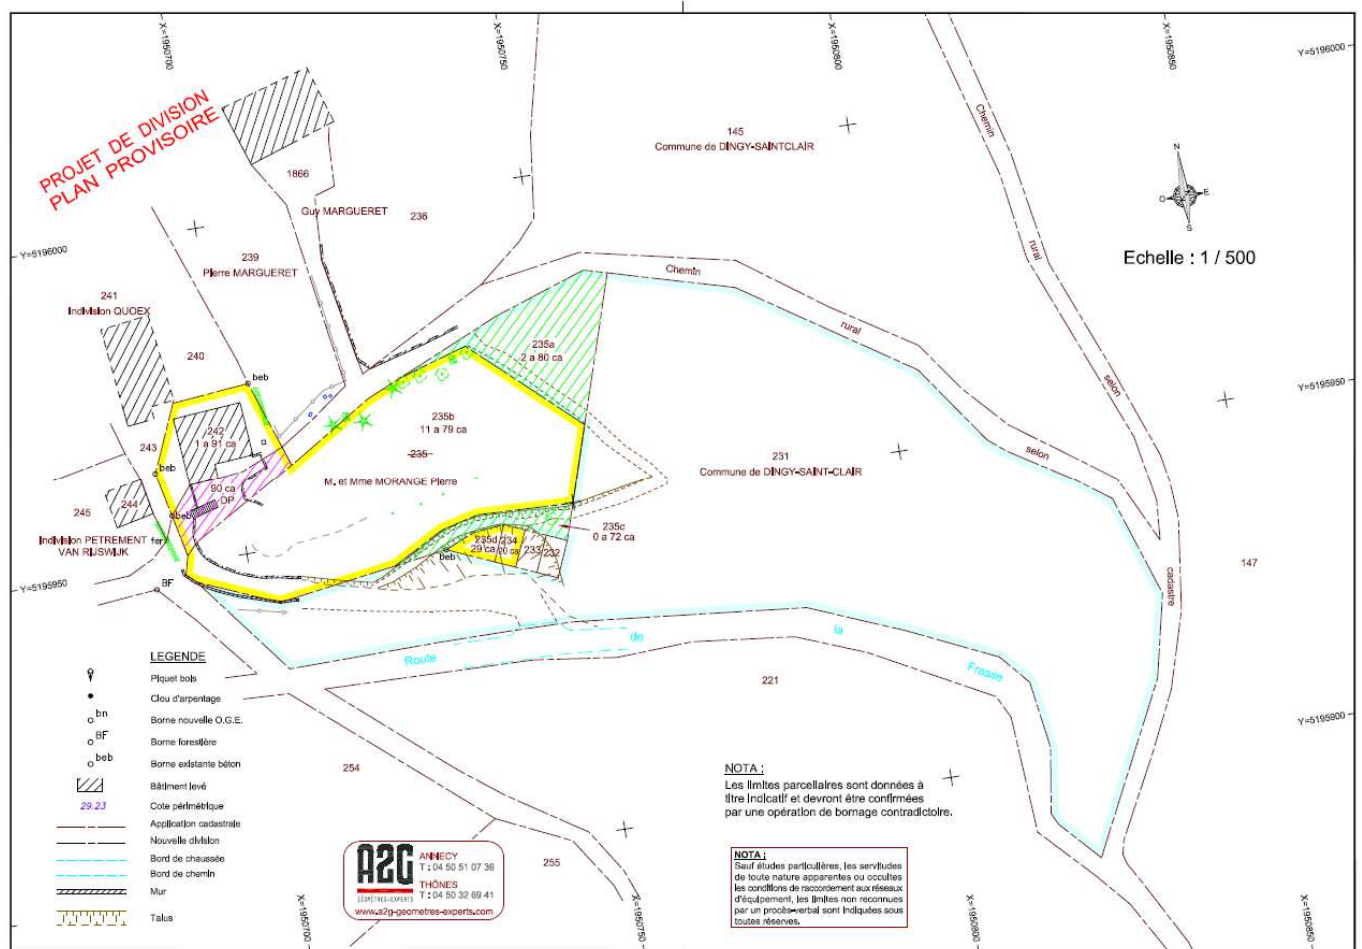 X=1950700
X=1950750
X=1950800
X=1950850
Y=5196000
PROJET DE DIVISION
PLAN PROVISOIRE
145
Commune de DINGY-SAINTCLAIR
Chemin
rural
selon
cadastre
N
O
E
S
Echelle : 1 / 500
1866
Guy MARGUERET
236
239
Pierre MARGUERET
Y=5196000
241
Indivision QUOEX
240
Chemin
rural
selon
235a
2 a 80 ca
beb
Y=5195950
242
1 a 91 ca
235b
11 a 79 ca
235
243
beb
231
Commune de DINGY-SAINT-CLAIR
M. et Mme MORANGE Pierre
90 ca
DP
245
244
beb
235c
0 a 72 ca
Indivision PETREMENT
VAN RIJSWIJK
fer
235d
29 ca
234
20 ca
233
232
beb
147
Y=5195950
BF
Route
de
la
Frasse
221
Y=5195900
LEGENDE
Piquet bois
Clou d'arpentage
bn
Borne nouvelle O.G.E.
BF
Borne forestière
beb
Borne existante béton
Bâtiment levé
29.23
Cote périmétrique
Application cadastrale
Nouvelle division
Bord de chaussée
Bord de chemin
Mur
Talus
254
255
A2G
GÉOMÈTRES-EXPERTS
ANNECY
T : 04 50 51 07 36
THÔNES
T : 04 50 32 69 41
www.a2g-geometres-experts.com
NOTA :
Les limites parcellaires sont données à
titre indicatif et devront être confirmées
par une opération de bornage contradictoire.
NOTA :
Sauf études particulières, les servitudes
de toute nature apparentes ou occultes
les conditions de raccordement aux réseaux
d'équipement, les limites non reconnues
par un procès-verbal sont indiquées sous
toutes réserves.
X=1950700
X=1950750
X=1950800
X=1950850